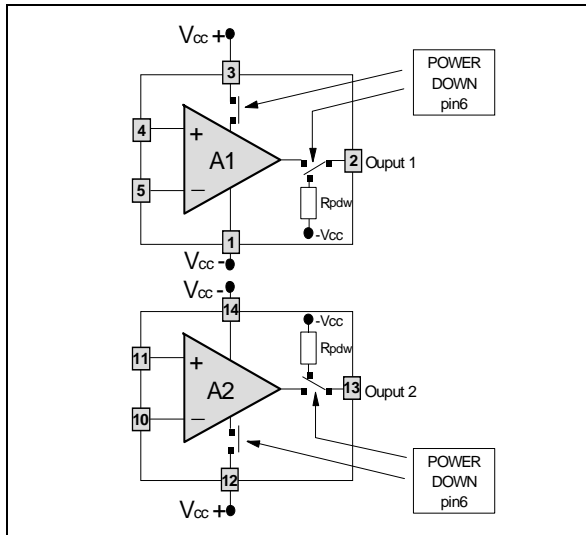 Vcc +
3
POWER
DOWN
pin6
4
+
A1
2
Ouput 1
5
−
Rpdw
-Vcc
1
Vcc -
Vcc -
14
-Vcc
11
+
Rpdw
A2
13
Ouput 2
10
−
12
POWER
DOWN
pin6
Vcc +